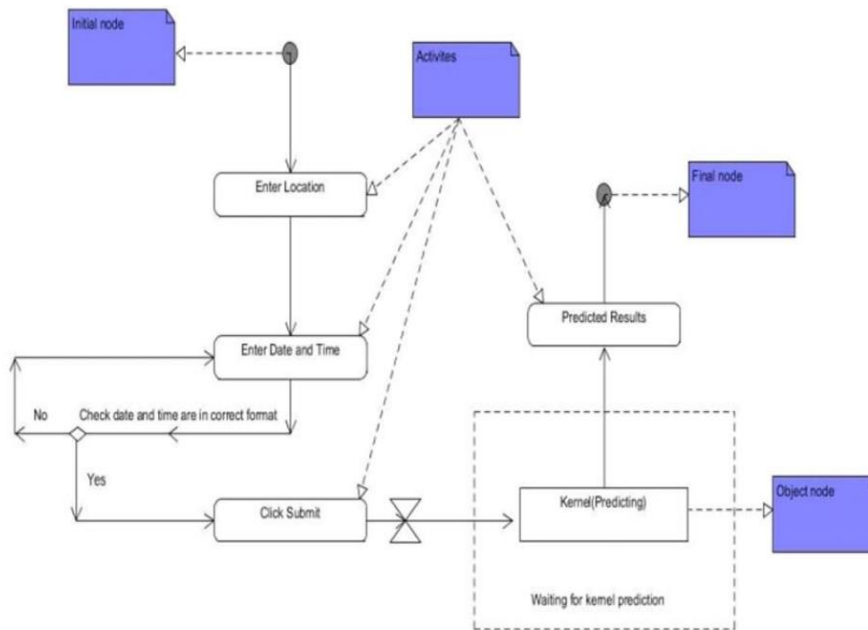 Initial node
Activites
Enter Location
Final node
Predicted Results
Enter Date and Time
No
Check date and time are in correct format
Yes
Click Submit
Kernel(Predicting)
Object node
Waiting for kernel prediction